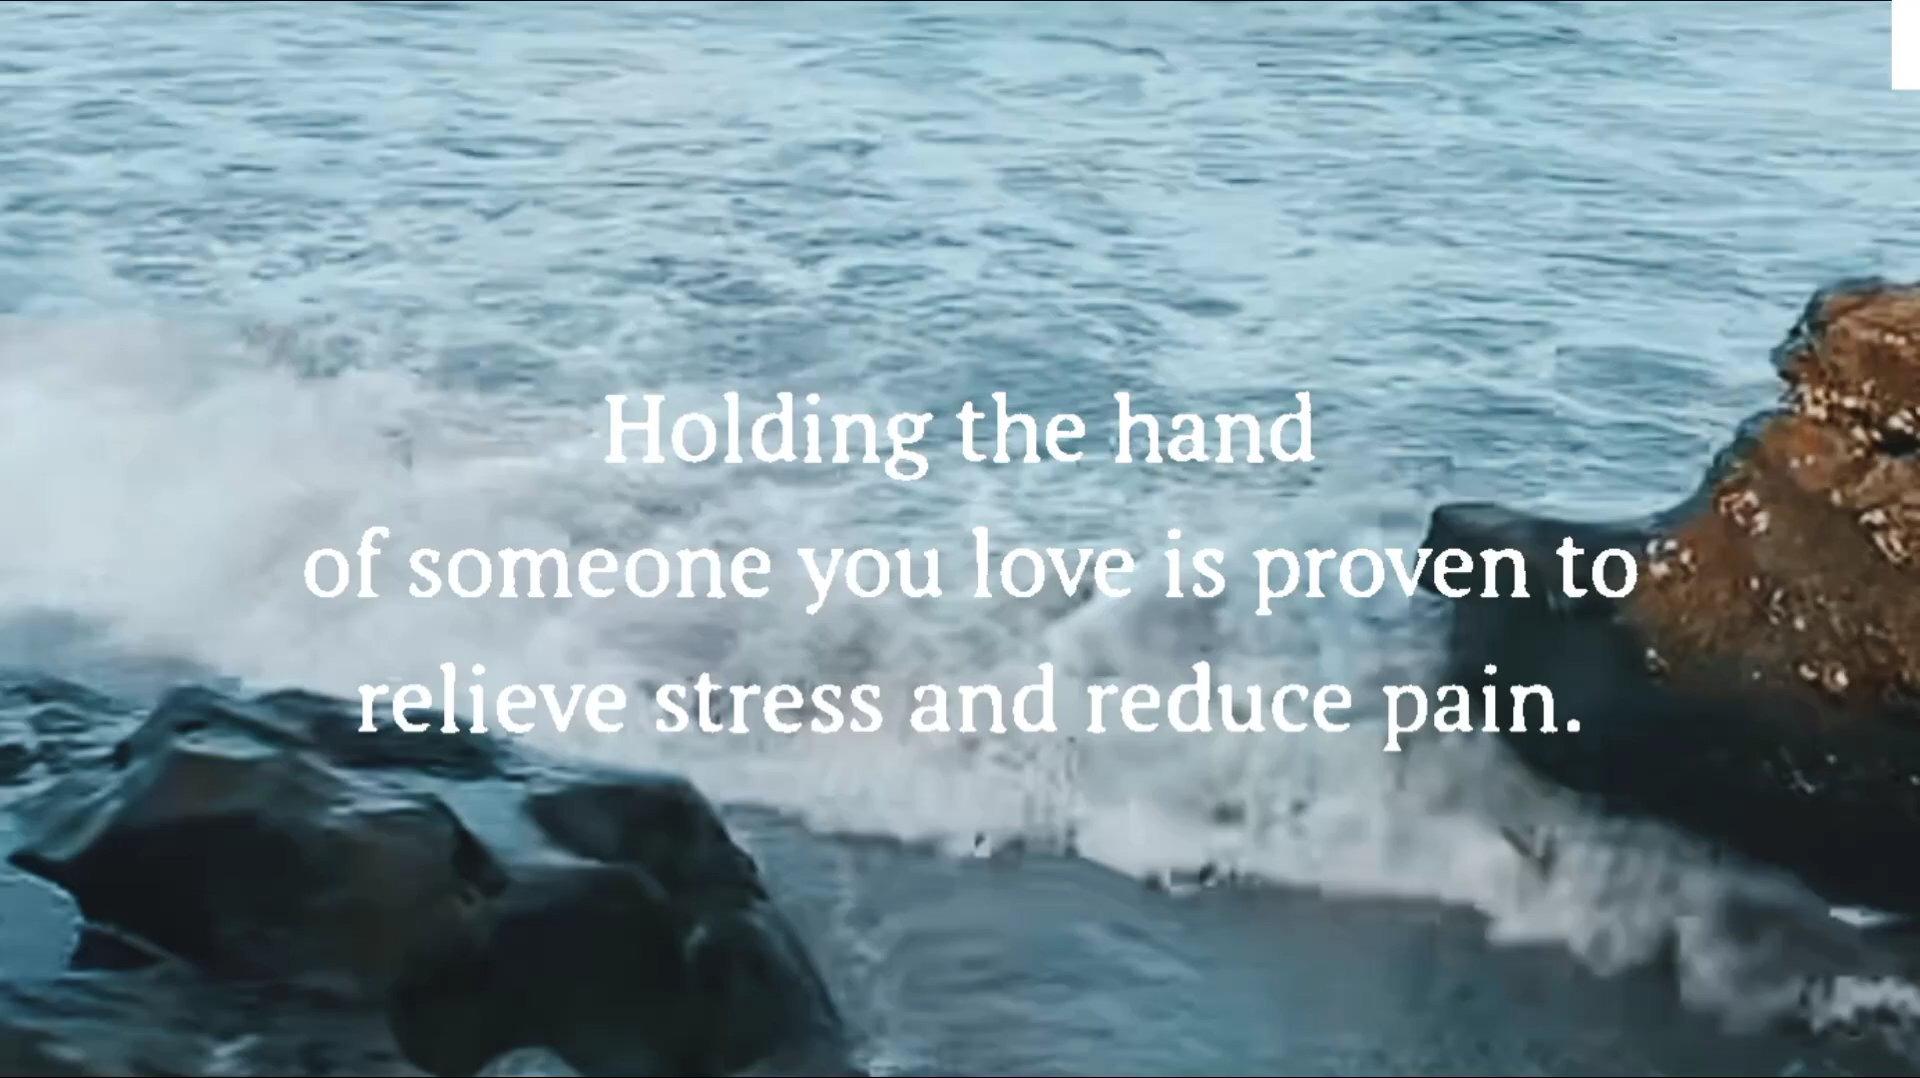 Holding the hand
of someone you love is proven to
relieve stress and reduce pain.